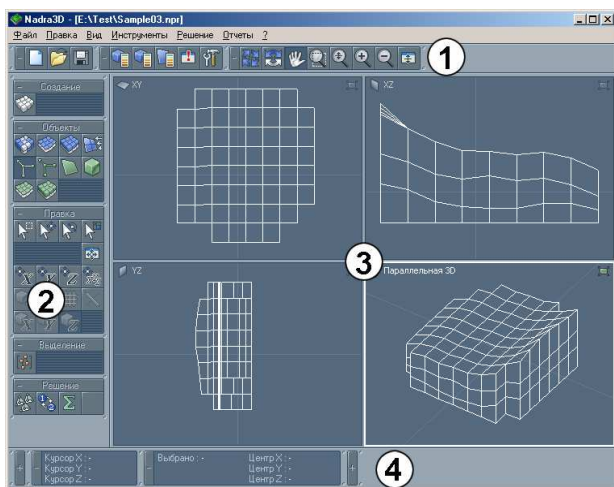 Nadra3D - [E:\Test\Sample03.npr]
Файл Правка Вид Инструменты Решение Отчеты ?
1
Создание
Объекты
Правка
2
Выделение
Решение
XY
XZ
YZ
3
Параллельная 3D
Курсор X : -
Курсор Y : -
Курсор Z : -
Выбрано : -
Центр X : -
Центр Y : -
Центр Z : -
4